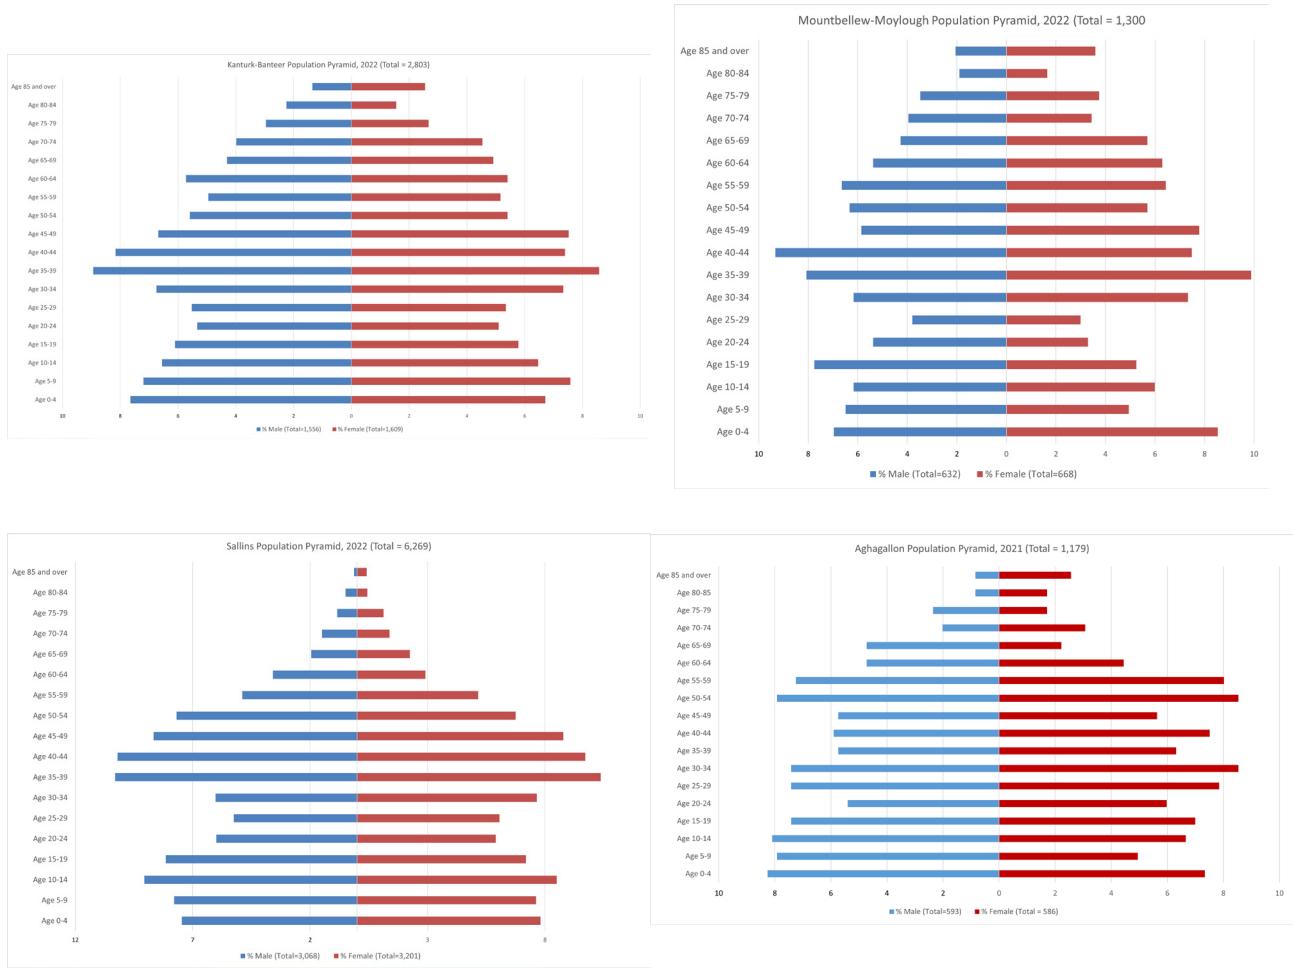 Kanturk-Banteer Population Pyramid, 2022 (Total = 2,803)
Age 85 and over
Age 80-84
Age 75-79
Age 70-74
Age 65-69
Age 60-64
Age 55-59
Age 50-54
Age 45-49
Age 40-44
Age 35-39
Age 30-34
Age 25-29
Age 20-24
Age 15-19
Age 10-14
Age 5-9
Age 0-4
10 8 6 4 2 0 2 4 6 8 10
% Male (Total=1,556) % Female (Total=1,609)
Mountbellew-Moylough Population Pyramid, 2022 (Total = 1,300
Age 85 and over
Age 80-84
Age 75-79
Age 70-74
Age 65-69
Age 60-64
Age 55-59
Age 50-54
Age 45-49
Age 40-44
Age 35-39
Age 30-34
Age 25-29
Age 20-24
Age 15-19
Age 10-14
Age 5-9
Age 0-4
10 8 6 4 2 0 2 4 6 8 10
% Male (Total=632) % Female (Total=668)
Sallins Population Pyramid, 2022 (Total = 6,269)
Age 85 and over
Age 80-84
Age 75-79
Age 70-74
Age 65-69
Age 60-64
Age 55-59
Age 50-54
Age 45-49
Age 40-44
Age 35-39
Age 30-34
Age 25-29
Age 20-24
Age 15-19
Age 10-14
Age 5-9
Age 0-4
12 7 2 3 8
% Male (Total=3,068) % Female (Total=3,201)
Aghagallon Population Pyramid, 2021 (Total = 1,179)
Age 85 and over
Age 80-85
Age 75-79
Age 70-74
Age 65-69
Age 60-64
Age 55-59
Age 50-54
Age 45-49
Age 40-44
Age 35-39
Age 30-34
Age 25-29
Age 20-24
Age 15-19
Age 10-14
Age 5-9
Age 0-4
10 8 6 4 2 0 2 4 6 8 10
% Male (Total=593) % Female (Total = 586)